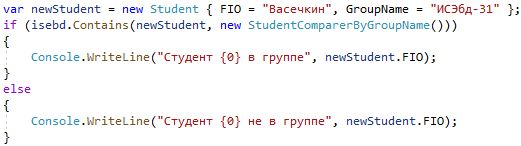 var newStudent = new Student { FIO = "Васечкин", GroupName = "ИСЭбд-31" };
if (isebd.Contains(newStudent, new StudentComparerByGroupName()))
{
Console.WriteLine("Студент {0} в группе", newStudent.FIO);
}
else
{
Console.WriteLine("Студент {0} не в группе", newStudent.FIO);
}